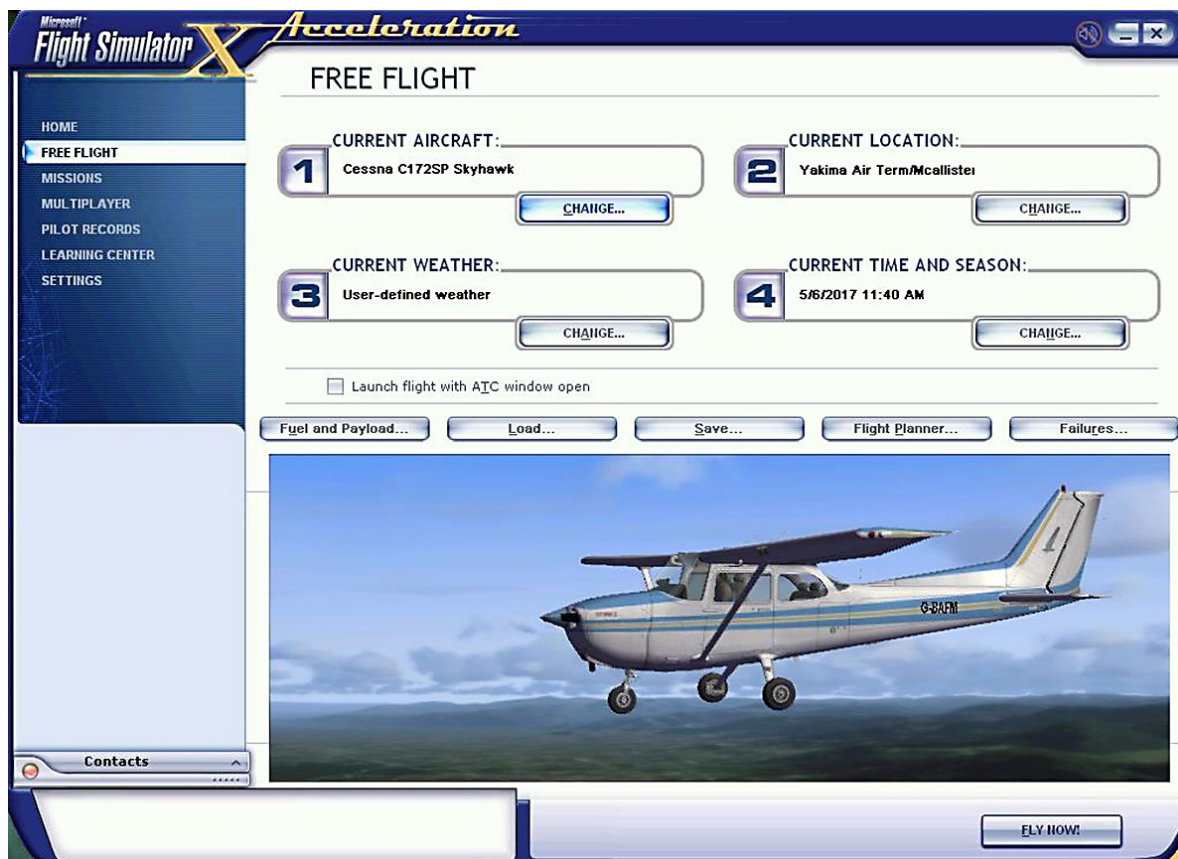 Microsoft
Flight Simulator X
Acceleration
FREE FLIGHT
HOME
FREE FLIGHT
MISSIONS
MULTIPLAYER
PILOT RECORDS
LEARNING CENTER
SETTINGS
CURRENT AIRCRAFT:
1
Cessna C172SP Skyhawk
CHANGE...
CURRENT LOCATION:
2
Yakima Air Term/Mcallister
CHANGE...
CURRENT WEATHER:
3
User-defined weather
CHANGE...
CURRENT TIME AND SEASON:
4
5/6/2017 11:40 AM
CHANGE...
Launch flight with ATC window open
Fuel and Payload...
Load...
Save...
Flight Planner...
Failures...
G-BAFM
Contacts
FLY NOW!